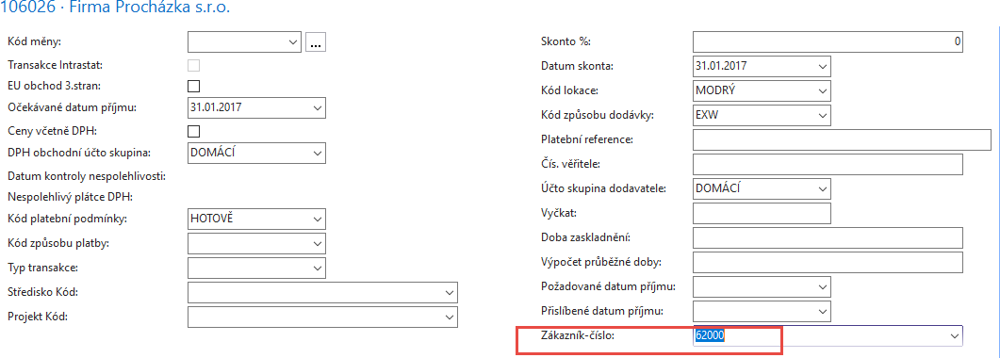 106026 · Firma Procházka s.r.o.
Kód měny: ...
Transakce Intrastat:
EU obchod 3.stran:
Očekávané datum příjmu: 31.01.2017
Ceny včetně DPH:
DPH obchodní účto skupina: DOMÁCÍ
Datum kontroly nespolehlivosti:
Nespolehlivý plátce DPH:
Kód platební podmínky: HOTOVĚ
Kód způsobu platby:
Typ transakce:
Středisko Kód:
Projekt Kód:
Skonto %: 0
Datum skonta: 31.01.2017
Kód lokace: MODRÝ
Kód způsobu dodávky: EXW
Platební reference:
Čís. věřitele:
Účto skupina dodavatele: DOMÁCÍ
Vyčkat:
Doba zaskladnění:
Výpočet průběžné doby:
Požadované datum příjmu:
Přislíbené datum příjmu:
Zákazník-číslo: 62000